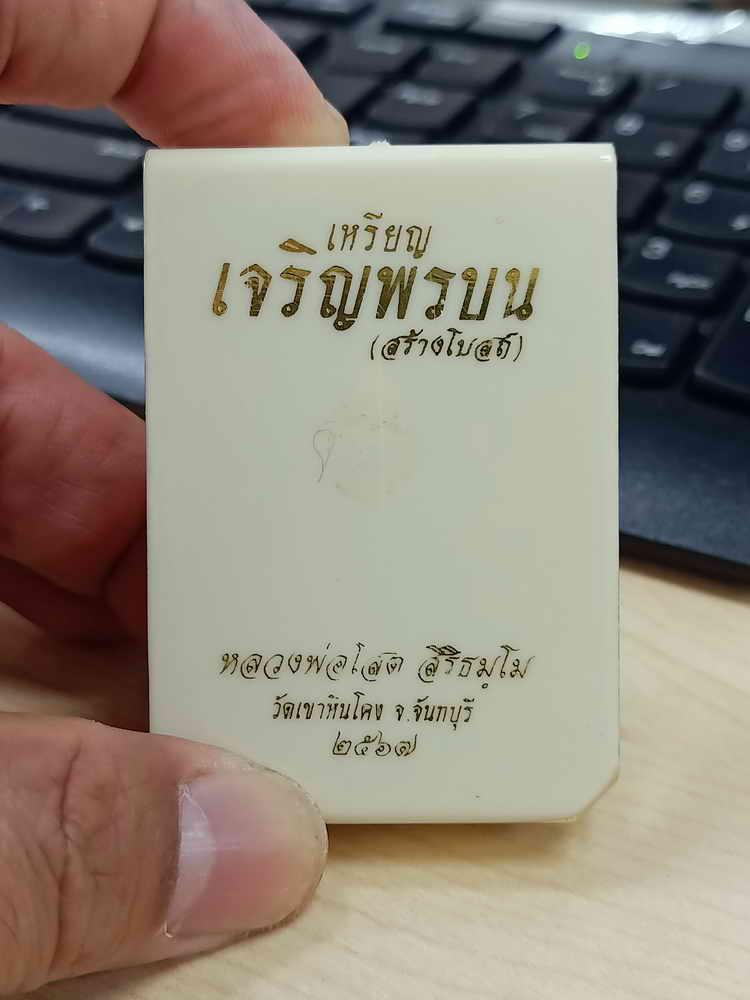 เหรียญ
เจริญพรบน
(สร้างโบสถ์)
หลวงพ่อโสต สิริธมฺโม
วัดเขาหินโคง จ.จันทบุรี
๒๕๖๗